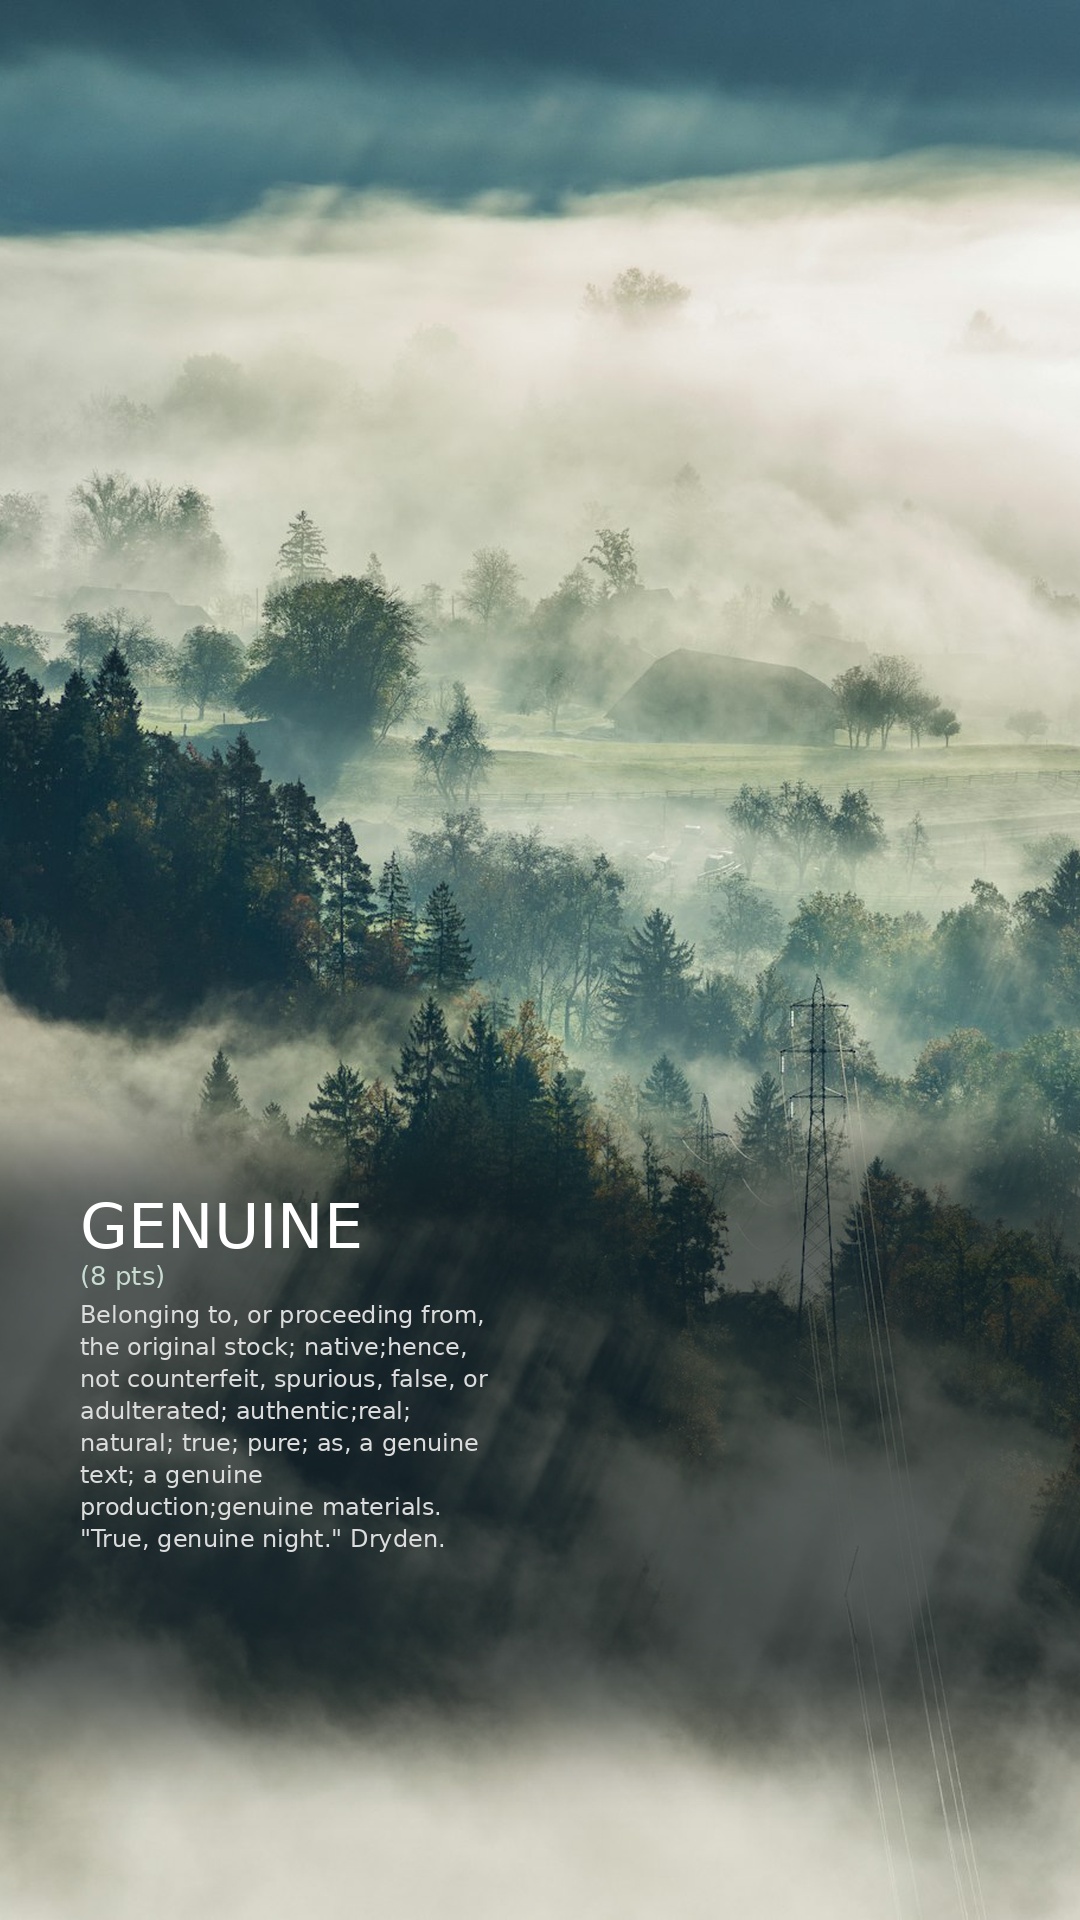 GENUINE
(8 pts)
Belonging to, or proceeding from,
the original stock; native;hence,
not counterfeit, spurious, false, or
adulterated; authentic;real;
natural; true; pure; as, a genuine
text; a genuine
production;genuine materials.
"True, genuine night." Dryden.